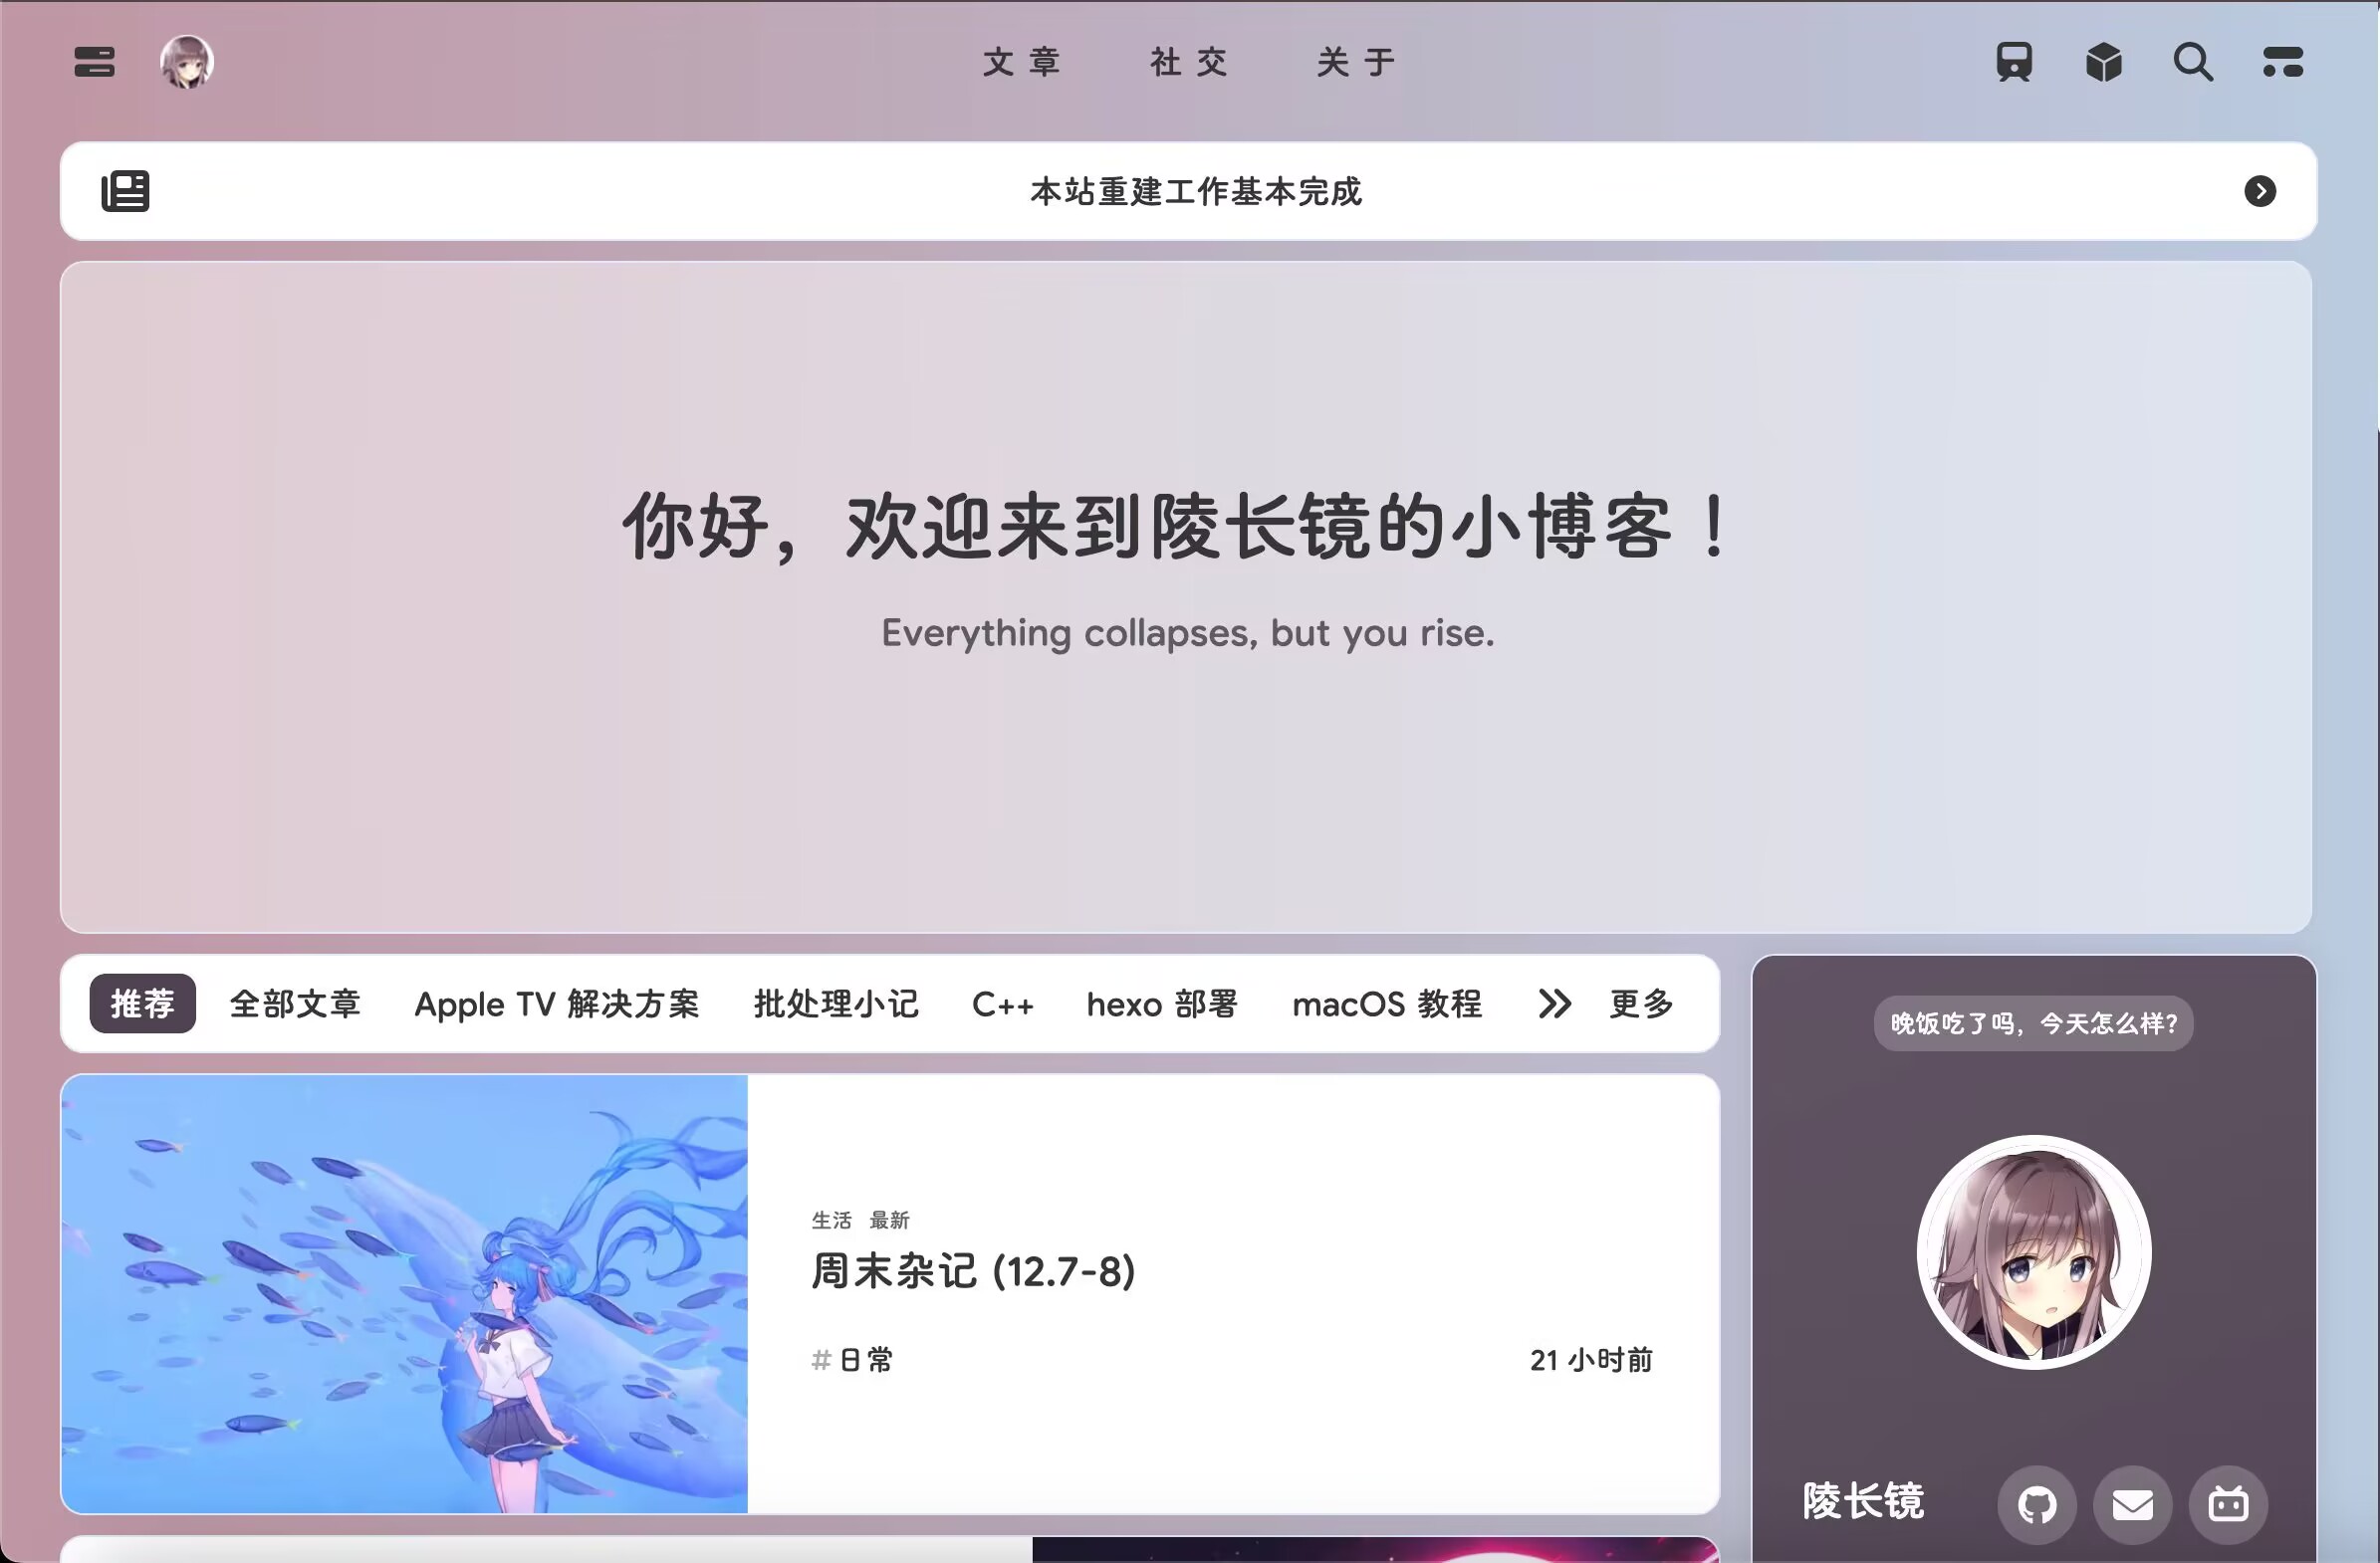 文章 社交 关于
本站重建工作基本完成
你好，欢迎来到陵长镜的小博客！
Everything collapses, but you rise.
推荐 全部文章 Apple TV 解决方案 批处理小记 C++ hexo 部署 macOS 教程 更多
晚饭吃了吗，今天怎么样?
生活 最新
周末杂记 (12.7-8)
#日常 21 小时前
陵长镜